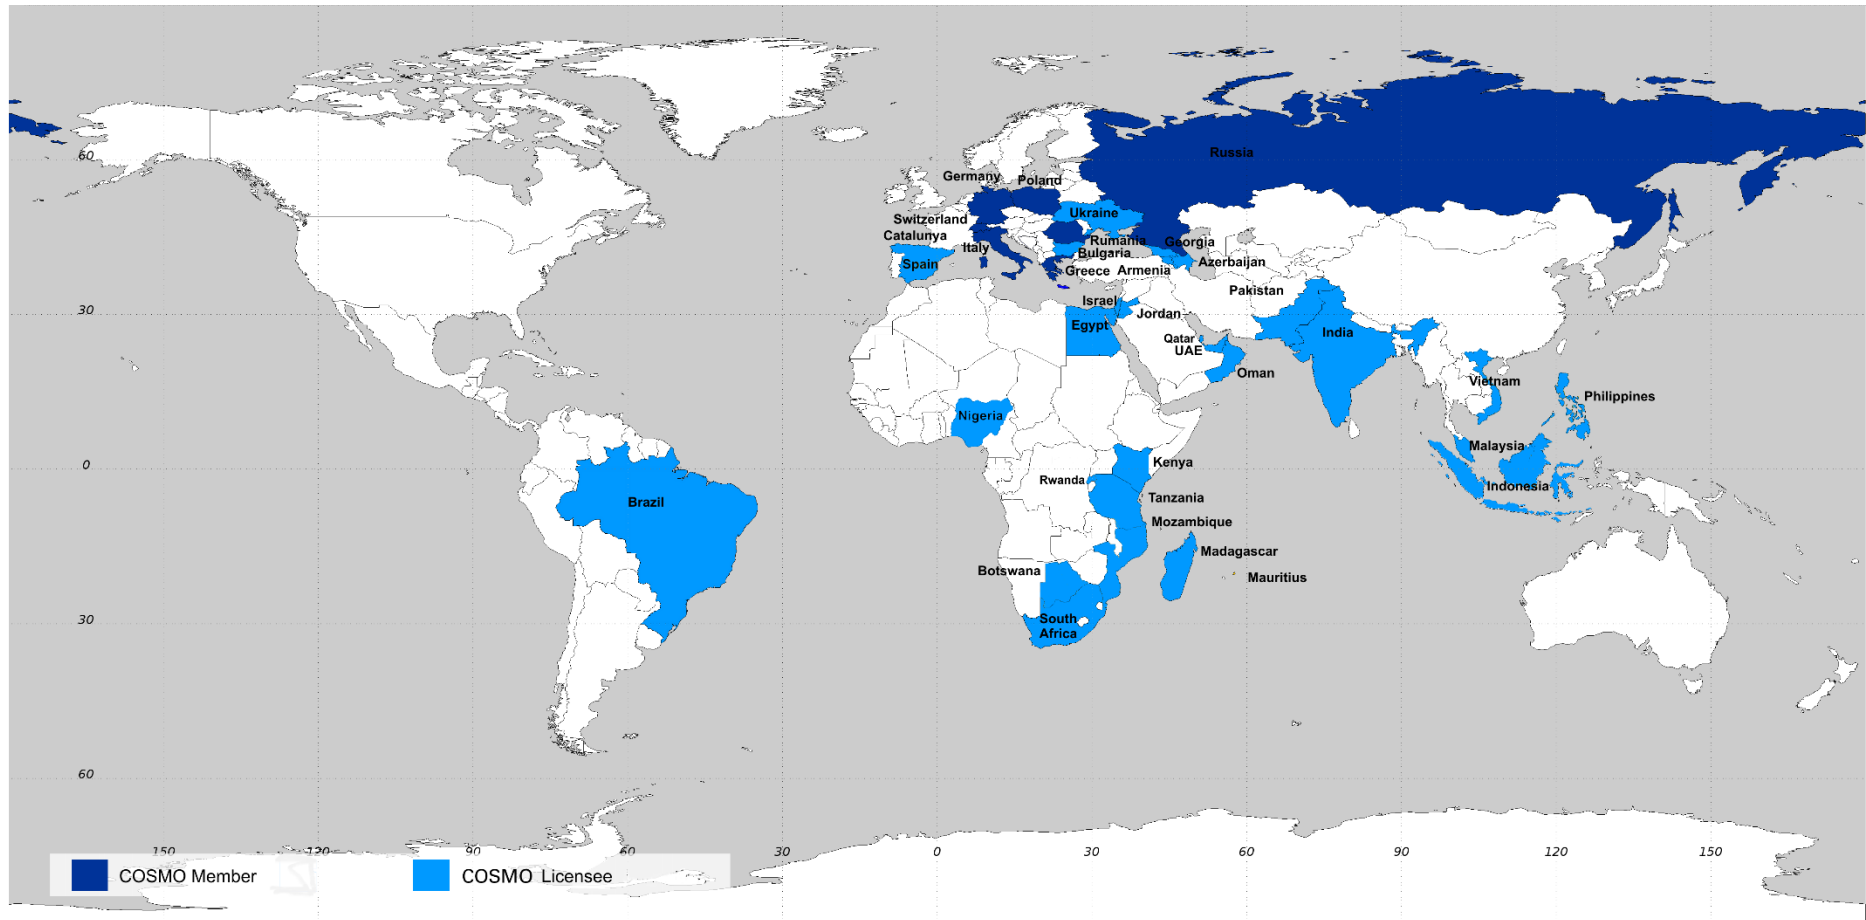 60
Russia
Germany
Poland
Ukraine
Switzerland
Catalunya
Italy
Rumania
Georgia
Bulgaria
Spain
Greece
Armenia
Azerbaijan
Pakistan
Israel
30
Jordan
Egypt
India
Qatar
UAE
Oman
Vietnam
Philippines
Nigeria
Malaysia
0
Kenya
Rwanda
Indonesia
Brazil
Tanzania
Mozambique
Madagascar
Botswana
Mauritius
30
South
Africa
60
150
120
90
60
30
0
30
60
90
120
150
COSMO Member
COSMO Licensee